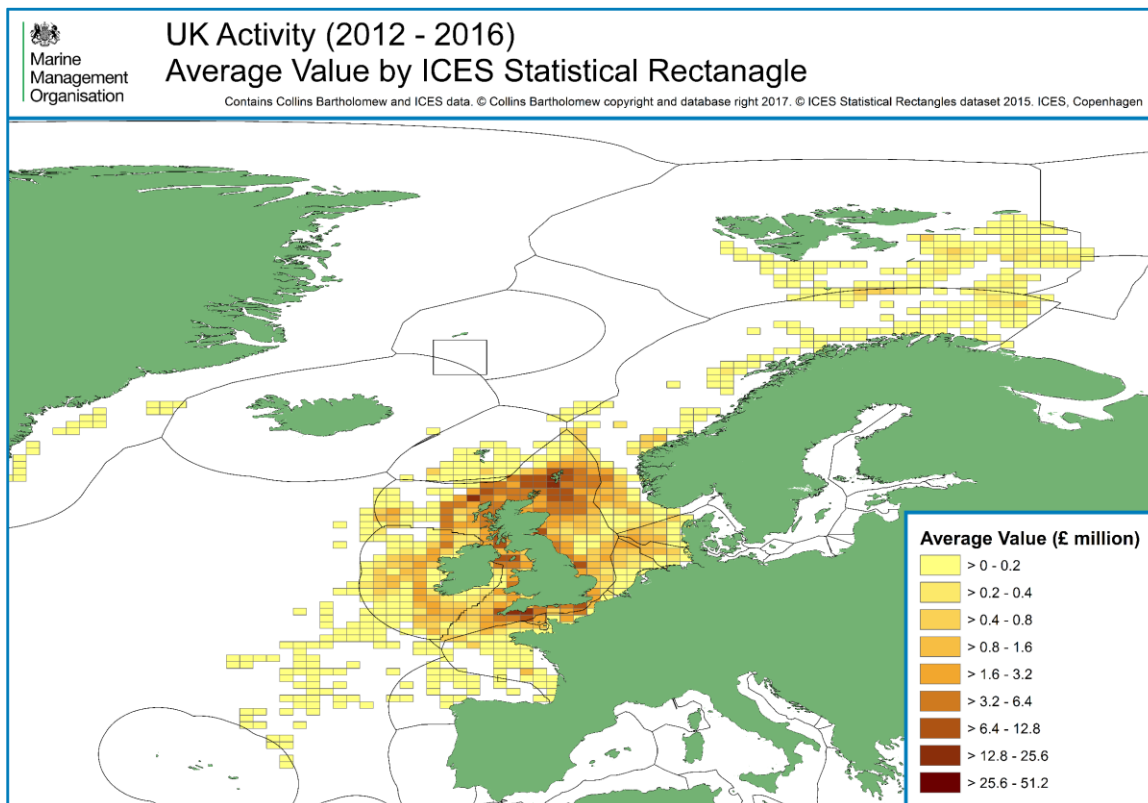 Marine
Management
Organisation
UK Activity (2012 - 2016)
Average Value by ICES Statistical Rectanagle
Contains Collins Bartholomew and ICES data. © Collins Bartholomew copyright and database right 2017. © ICES Statistical Rectangles dataset 2015. ICES, Copenhagen
Average Value (£ million)
> 0 - 0.2
> 0.2 - 0.4
> 0.4 - 0.8
> 0.8 - 1.6
> 1.6 - 3.2
> 3.2 - 6.4
> 6.4 - 12.8
> 12.8 - 25.6
> 25.6 - 51.2